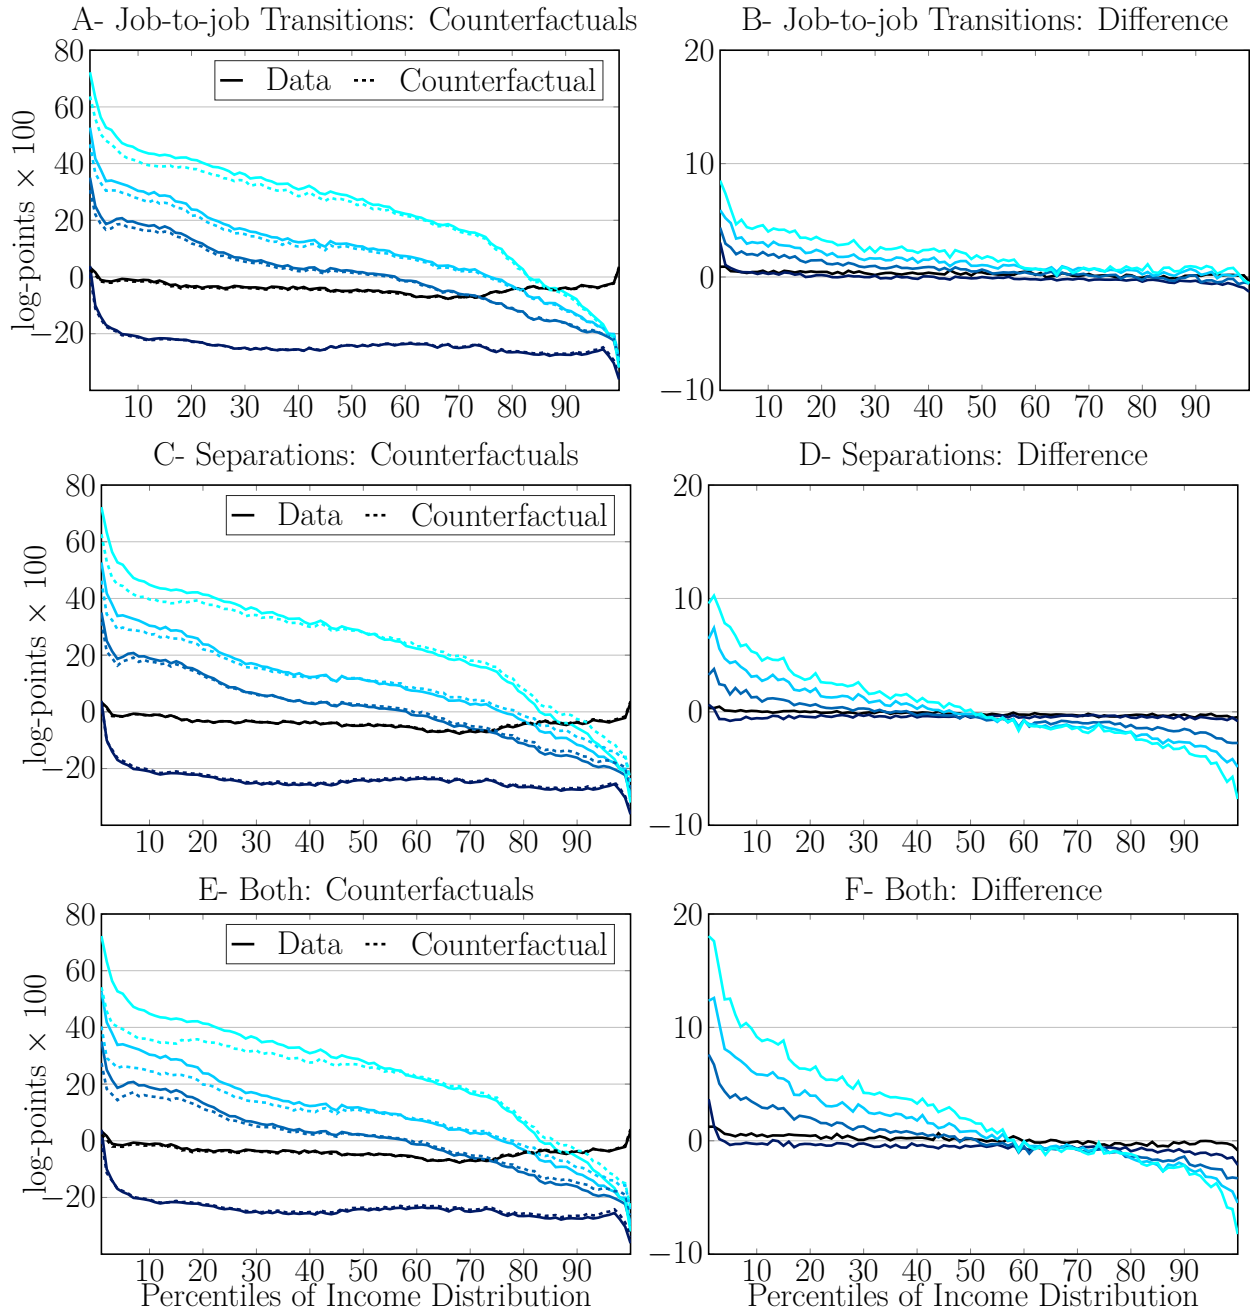 A- Job-to-job Transitions: Counterfactuals
B- Job-to-job Transitions: Difference
80
60
40
20
0
−20
log-points × 100
Data
Counterfactual
10 20 30 40 50 60 70 80 90
20
10
0
−10
10 20 30 40 50 60 70 80 90
C- Separations: Counterfactuals
D- Separations: Difference
80
60
40
20
0
−20
log-points × 100
Data
Counterfactual
10 20 30 40 50 60 70 80 90
20
10
0
−10
10 20 30 40 50 60 70 80 90
E- Both: Counterfactuals
F- Both: Difference
80
60
40
20
0
−20
log-points × 100
Data
Counterfactual
10 20 30 40 50 60 70 80 90
Percentiles of Income Distribution
20
10
0
−10
10 20 30 40 50 60 70 80 90
Percentiles of Income Distribution